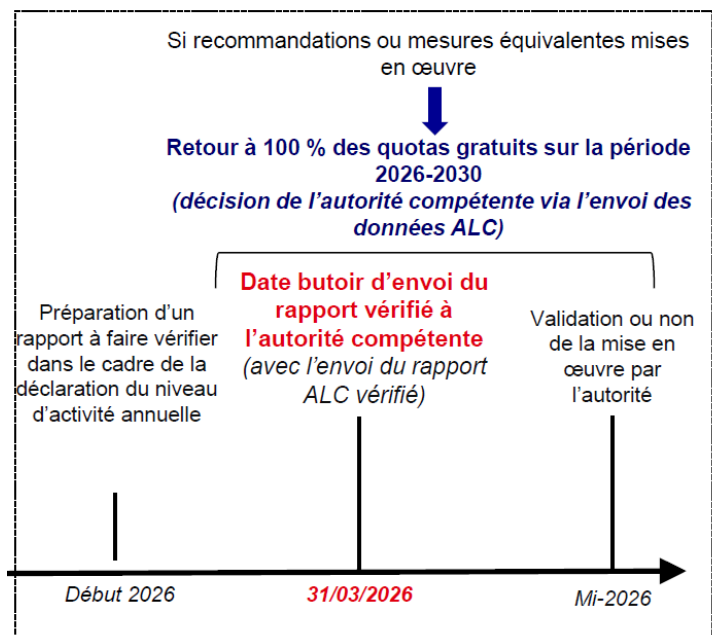 Si recommandations ou mesures équivalentes mises
en œuvre
Retour à 100 % des quotas gratuits sur la période
2026-2030
(décision de l'autorité compétente via l'envoi des
données ALC)
Préparation d'un
rapport à faire vérifier
dans le cadre de la
déclaration du niveau
d'activité annuelle
Date butoir d'envoi du
rapport vérifié à
l'autorité compétente
(avec l'envoi du rapport
ALC vérifié)
Validation ou non
de la mise en
œuvre par
l'autorité
Début 2026
31/03/2026
Mi-2026